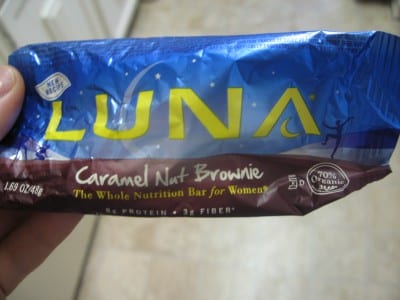 NEW
RECIPE
LUNA
Caramel Nut Brownie
The Whole Nutrition Bar for Women®
1.69 OZ/48g
PROTEIN • 3g FIBER*
70%
Organic